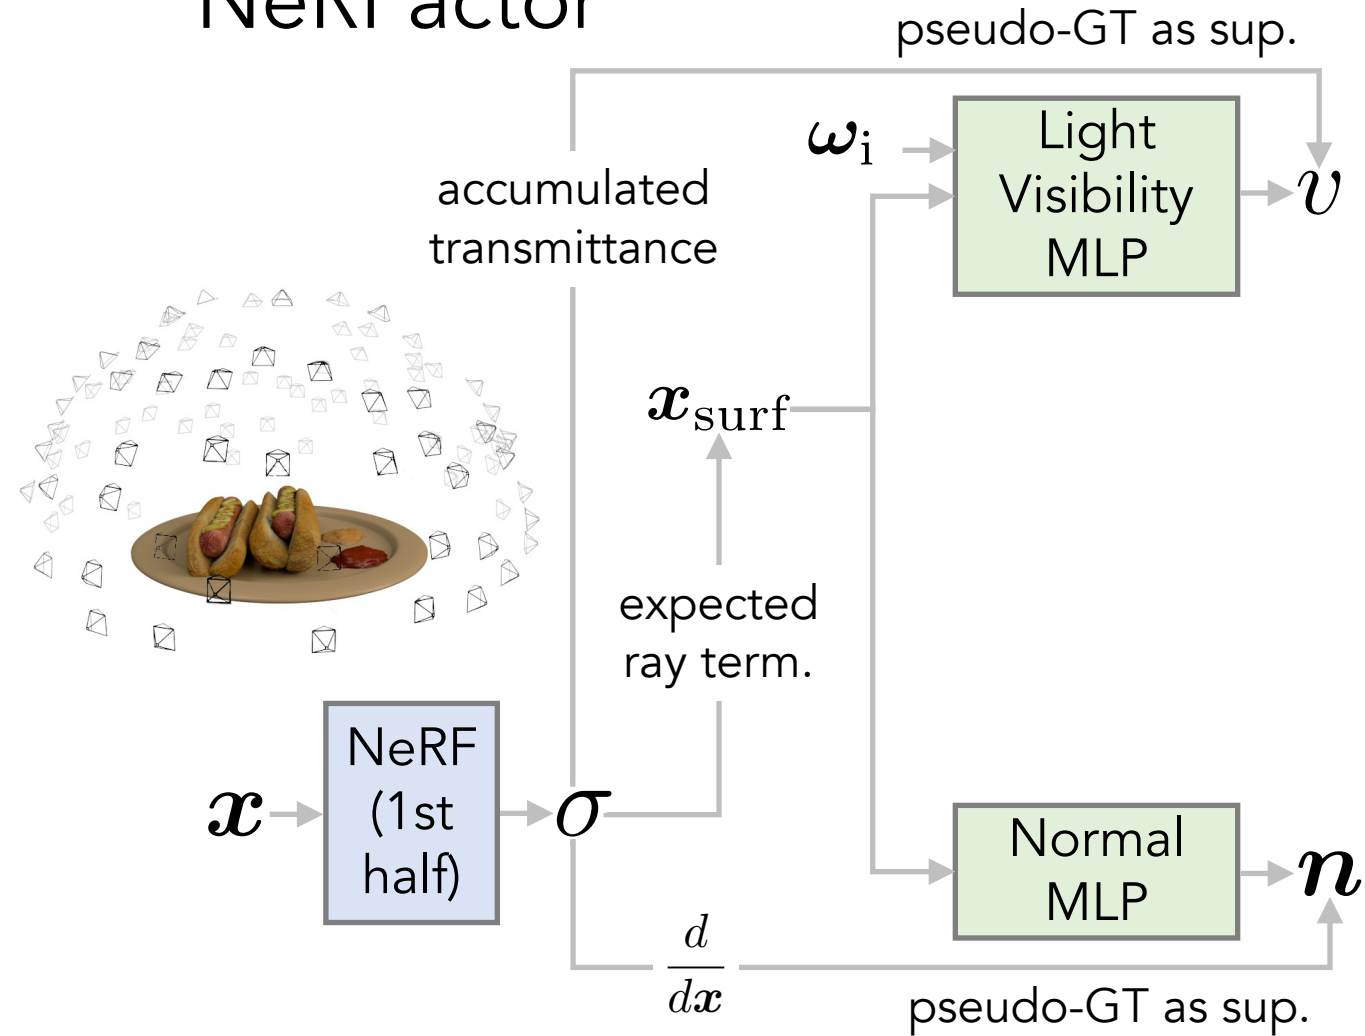 NeRFactor
pseudo-GT as sup.
ωi
Light
Visibility
MLP
v
accumulated
transmittance
xsurf
expected
ray term.
x
NeRF
(1st
half)
σ
Normal
MLP
n
d
dx
pseudo-GT as sup.